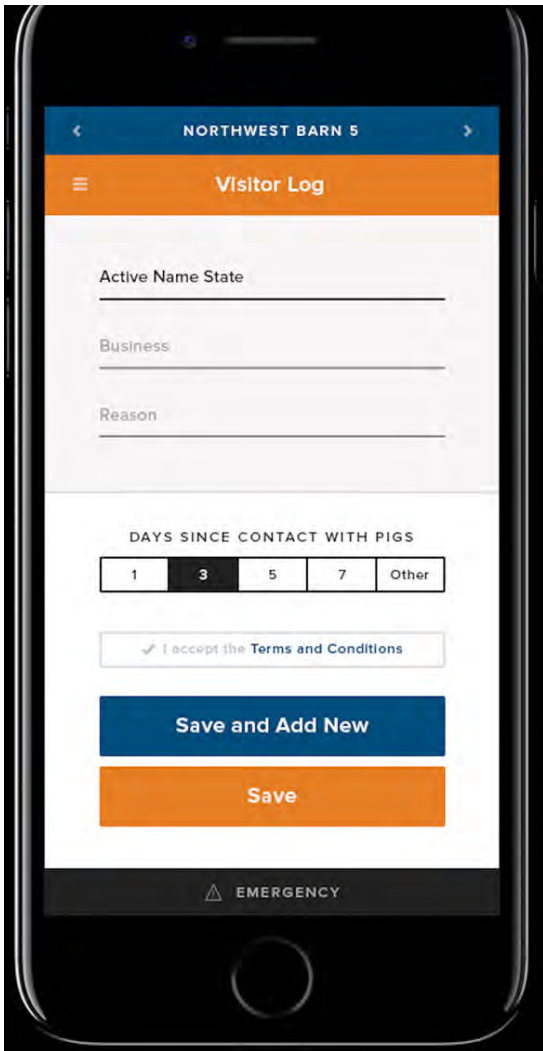 NORTHWEST BARN 5
Visitor Log
Active Name State
Business
Reason
DAYS SINCE CONTACT WITH PIGS
1 3 5 7 Other
I accept the Terms and Conditions
Save and Add New
Save
EMERGENCY